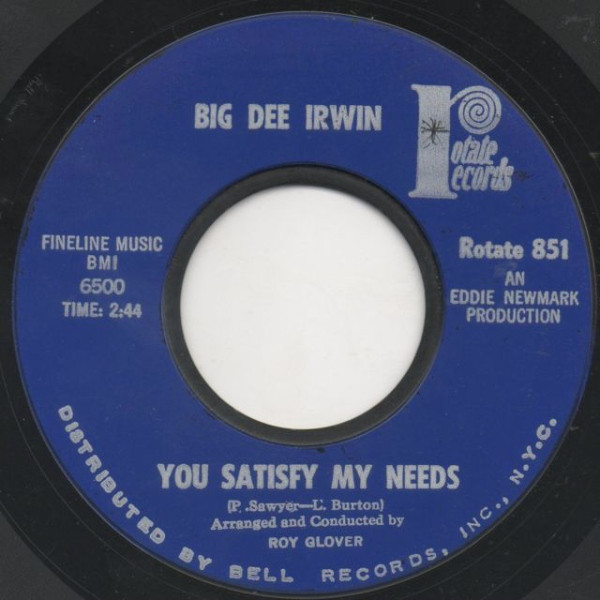 BIG DEE IRWIN
rotate
records
FINELINE MUSIC
BMI
6500
TIME: 2:44
Rotate 851
AN
EDDIE NEWMARK
PRODUCTION
YOU SATISFY MY NEEDS
(P. Sawyer—L. Burton)
Arranged and Conducted by
ROY GLOVER
DISTRIBUTED BY BELL RECORDS, INC., N.Y.C.